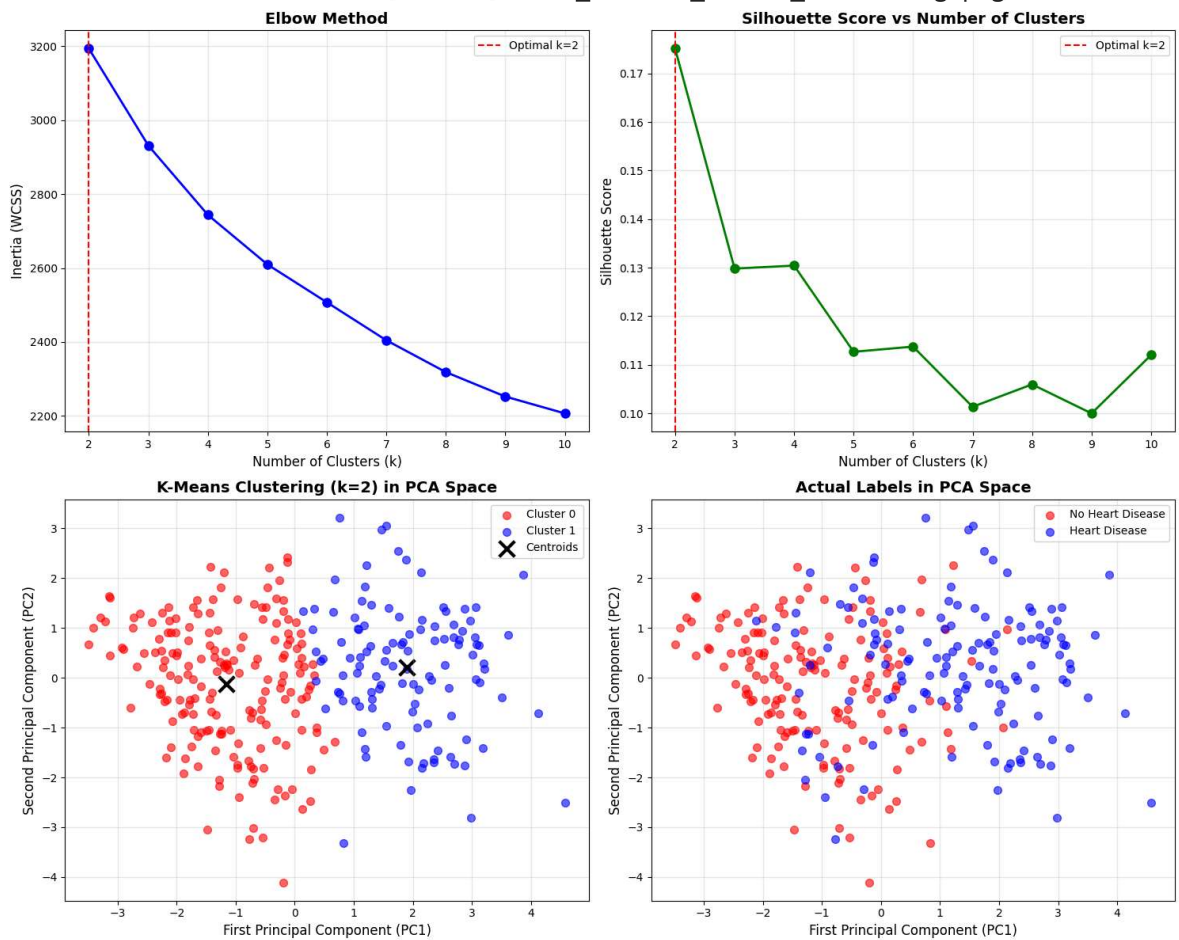 Elbow Method
3200
3000
2800
2600
2400
2200
Inertia (WCSS)
Optimal k=2
2 3 4 5 6 7 8 9 10
Number of Clusters (k)
Silhouette Score vs Number of Clusters
0.17
0.16
0.15
0.14
0.13
0.12
0.11
0.10
Silhouette Score
Optimal k=2
2 3 4 5 6 7 8 9 10
Number of Clusters (k)
K-Means Clustering (k=2) in PCA Space
3
2
1
0
−1
−2
−3
−4
Second Principal Component (PC2)
Cluster 0
Cluster 1
Centroids
−3 −2 −1 0 1 2 3 4
First Principal Component (PC1)
Actual Labels in PCA Space
3
2
1
0
−1
−2
−3
−4
Second Principal Component (PC2)
No Heart Disease
Heart Disease
−3 −2 −1 0 1 2 3 4
First Principal Component (PC1)